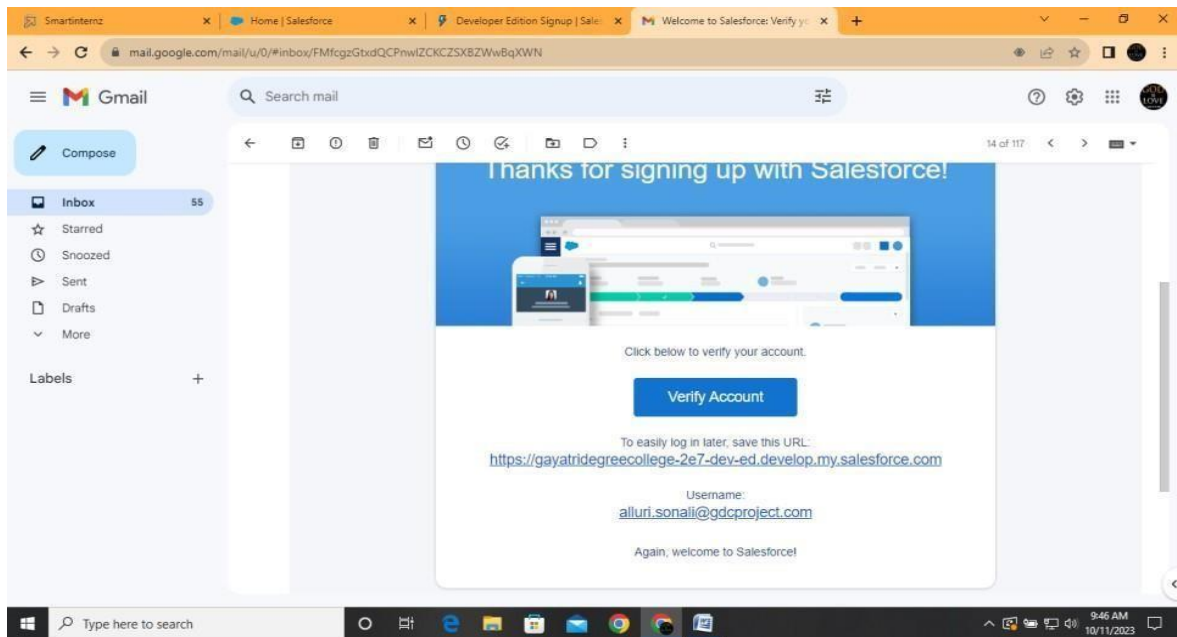 Smartinternz
Home | Salesforce
Developer Edition Signup | Sale
Welcome to Salesforce: Verify yo
mail.google.com/mail/u/0/#inbox/FMfcgzGtxdQCPnwlZCKCZSXBZWwBqXWN
Gmail
Search mail
Compose
14 of 117
Inbox 55
Starred
Snoozed
Sent
Drafts
More
Labels
Thanks for signing up with Salesforce!
Click below to verify your account.
Verify Account
To easily log in later, save this URL:
https://gayatridegreecollege-2e7-dev-ed.develop.my.salesforce.com
Username:
alluri.sonali@gdcproject.com
Again, welcome to Salesforce!
Type here to search
9:46 AM
10/11/2023